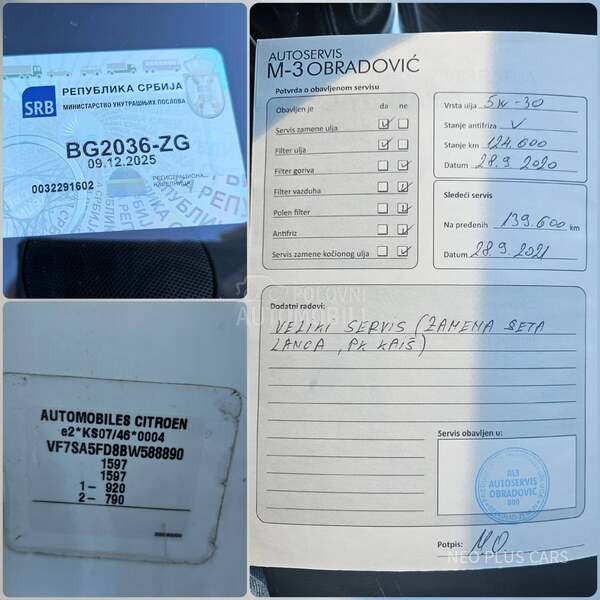 SRB
РЕПУБЛИКА СРБИЈА
МИНИСТАРСТВО УНУТРАШЊИХ ПОСЛОВА
BG2036-ZG
09.12.2025
0032291602
РЕГИСТРАЦИОНА
НАЛЕПНИЦА
AUTOMOBILES CITROEN
e2*KS07/46*0004
VF7SA5FD8BW588890
1597
1597
1- 920
2- 790
AUTOSERVIS
M-3 OBRADOVIĆ
Potvrda o obavljenom servisu
Obavljen je da ne
Servis zamene ulja
Filter ulja
Filter goriva
Filter vazduha
Polen filter
Antifriz
Servis zamene kočionog ulja
Vrsta ulja 5W-30
Stanje antifriza V
Stanje km 124.600
Datum 28.9.2020
Sledeći servis
Na pređenih 139.600 km
Datum 28.9.2021
Dodatni radovi:
VELIKI SERVIS (ZAMENA SETA
LANCA, PK KAIŠ)
Servis obavljen u:
M3
AUTOSERVIS
OBRADOVIĆ
Potpis: MO
POLOVNI
AUTOMOBILI
NEO PLUS CARS